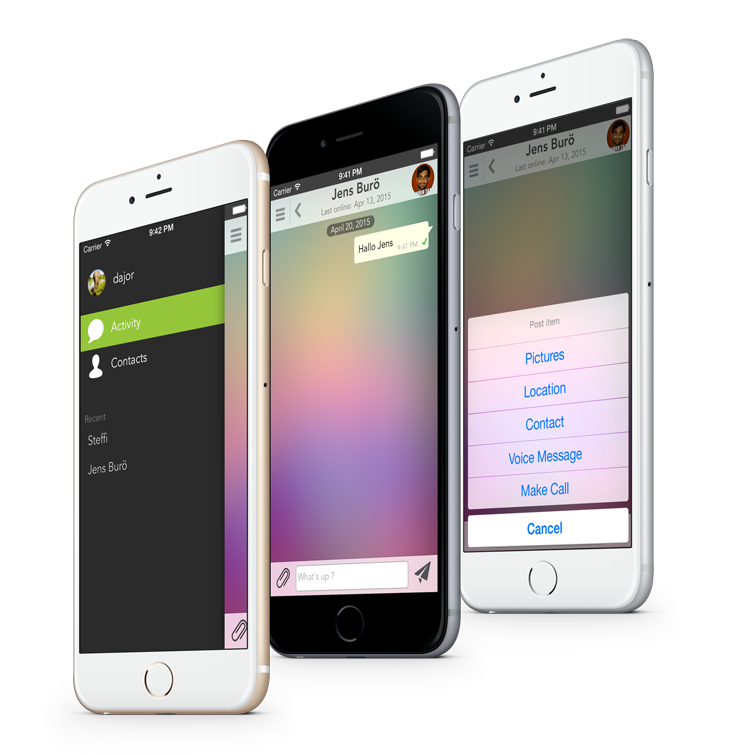 Carrier
9:42 PM
dajor
Activity
Contacts
Recent
Steffi
Jens Burö
Carrier
9:41 PM
Jens Burö
Last online: Apr 13, 2015
April 20, 2015
Hallo Jens
9:41 PM
What's up ?
Carrier
9:41 PM
Jens Burö
Last online: Apr 13, 2015
Post item
Pictures
Location
Contact
Voice Message
Make Call
Cancel